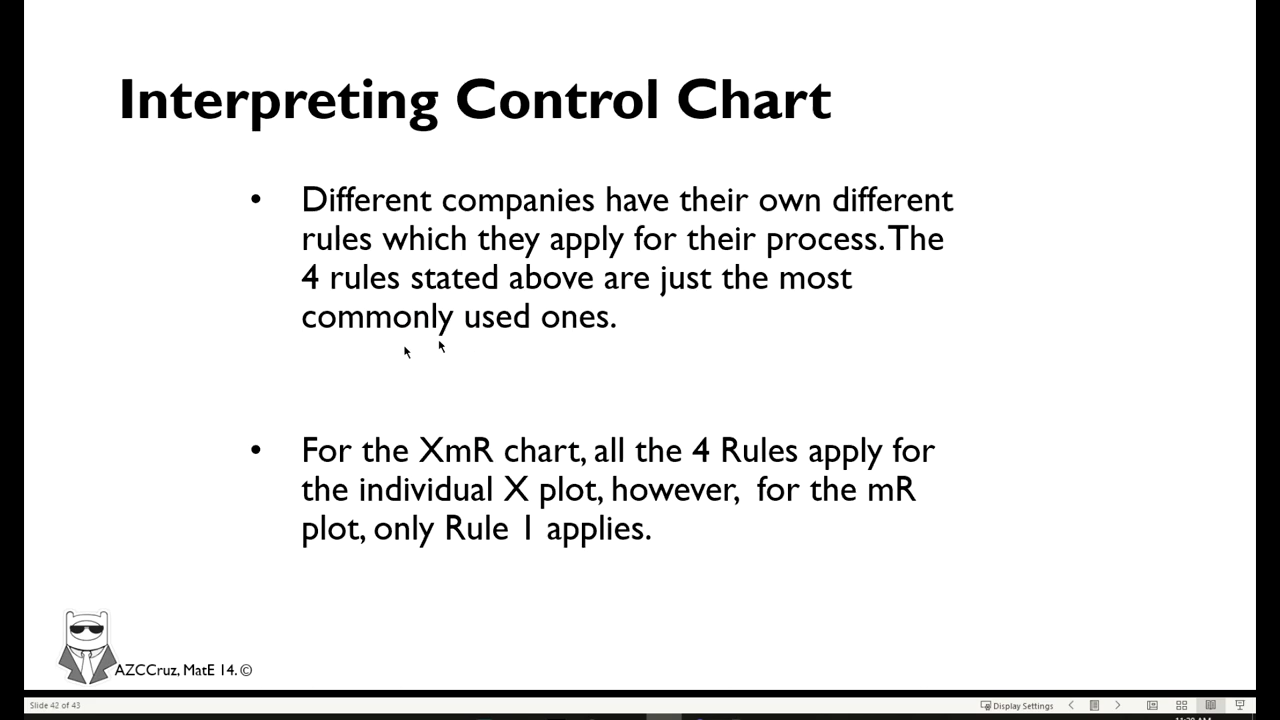 Interpreting Control Chart
• Different companies have their own different
rules which they apply for their process. The
4 rules stated above are just the most
commonly used ones.
• For the XmR chart, all the 4 Rules apply for
the individual X plot, however, for the mR
plot, only Rule 1 applies.
AZCCruz, MatE 14. ©
Slide 42 of 43
Display Settings